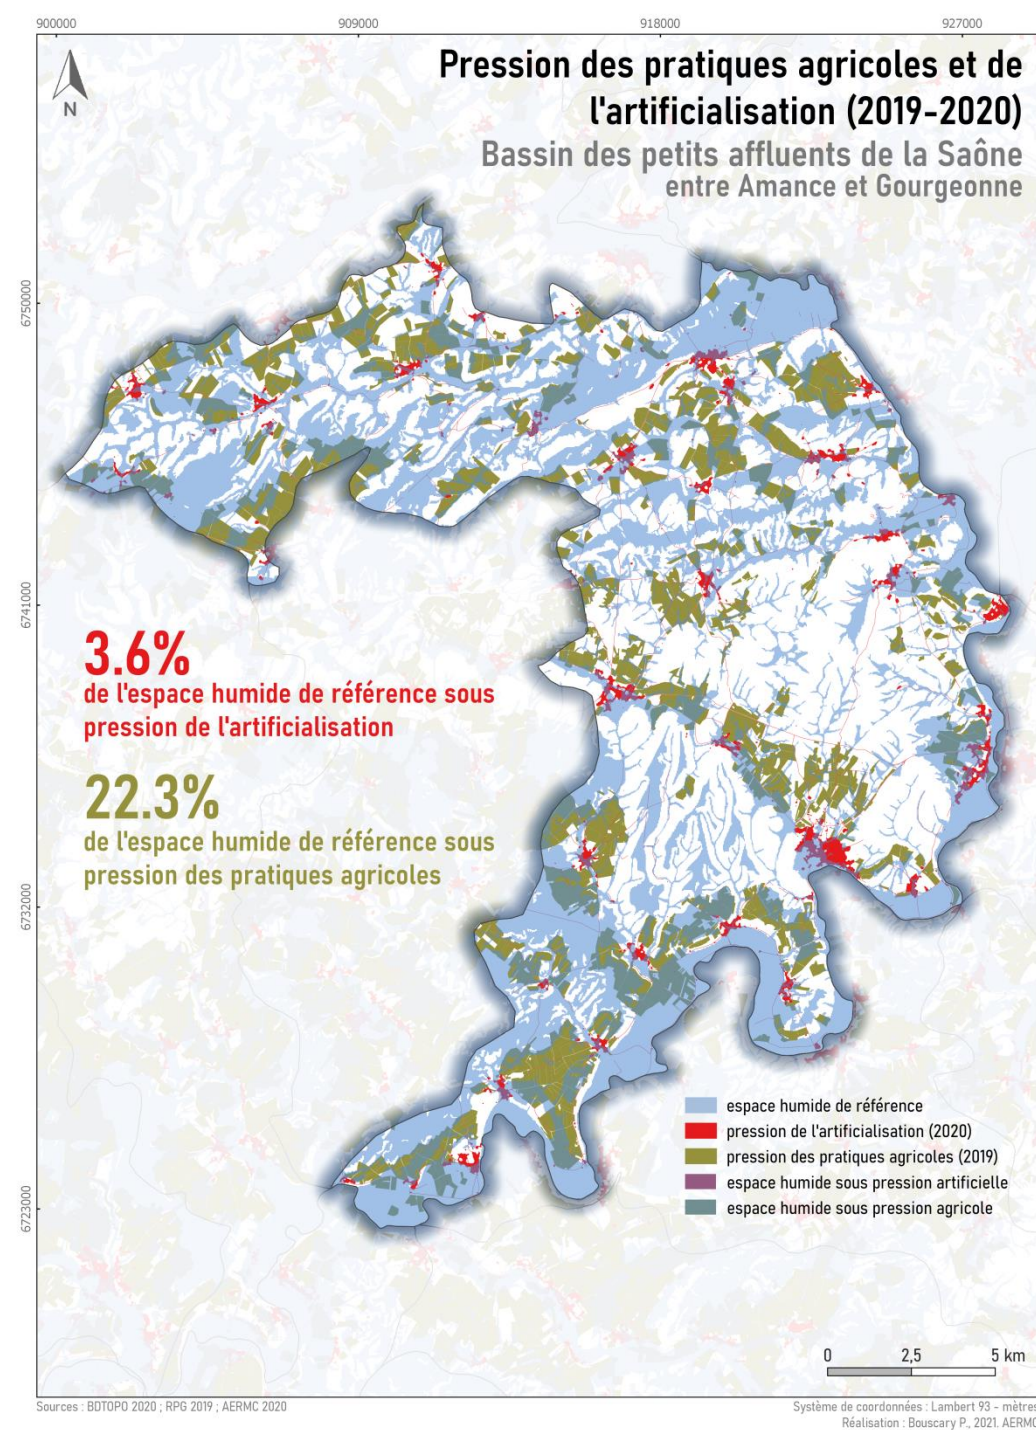 900000
909000
918000
927000
N
Pression des pratiques agricoles et de
l'artificialisation (2019-2020)
Bassin des petits affluents de la Saône
entre Amance et Gourgeonne
6750000
6741000
3.6%
de l'espace humide de référence sous
pression de l'artificialisation
22.3%
de l'espace humide de référence sous
pression des pratiques agricoles
6732000
espace humide de référence
pression de l'artificialisation (2020)
pression des pratiques agricoles (2019)
espace humide sous pression artificielle
espace humide sous pression agricole
6723000
0 2,5 5 km
Sources : BDTOPO 2020 ; RPG 2019 ; AERMC 2020
Système de coordonnées : Lambert 93 - mètres
Réalisation : Bouscary P., 2021. AERMC